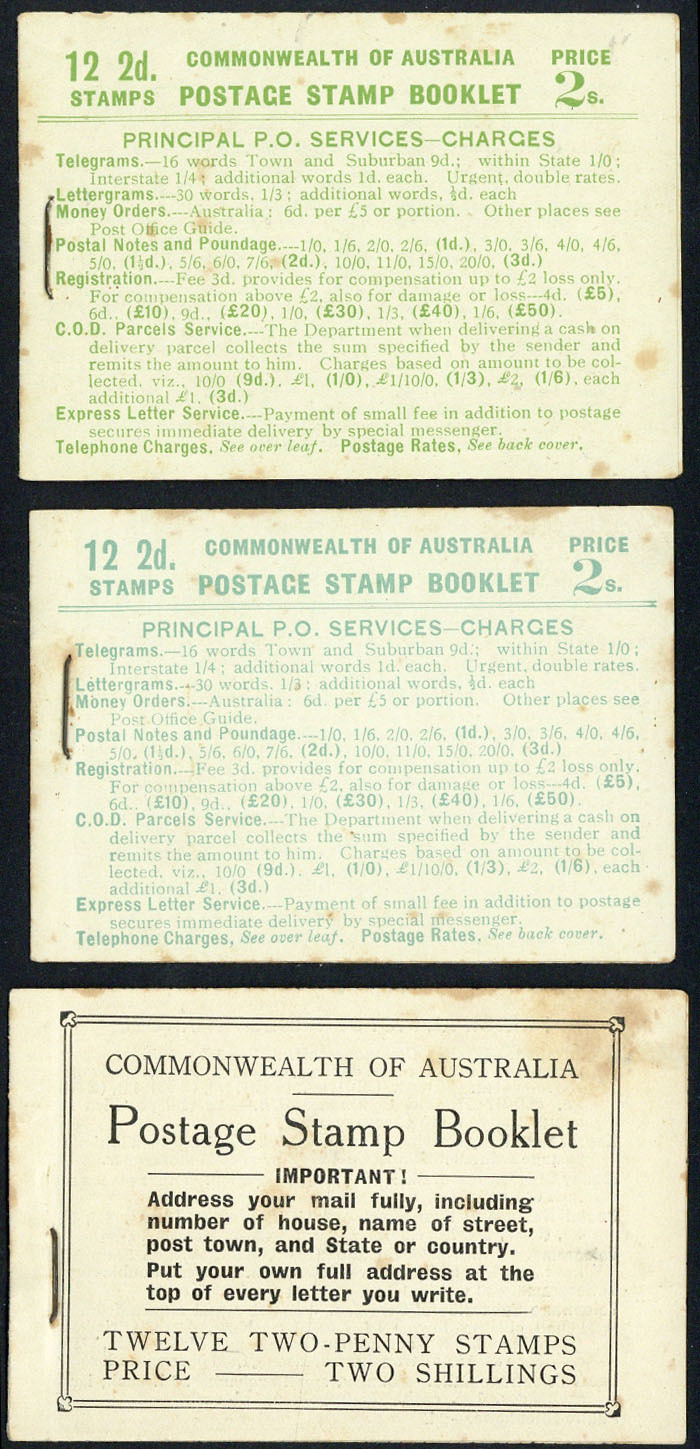 12 2d. COMMONWEALTH OF AUSTRALIA PRICE
STAMPS POSTAGE STAMP BOOKLET 2s.
PRINCIPAL P.O. SERVICES—CHARGES
Telegrams.—16 words Town and Suburban 9d.; within State 1/0;
Interstate 1/4; additional words 1d. each. Urgent, double rates.
Lettergrams.---30 words, 1/3; additional words, ½d. each
Money Orders.---Australia: 6d. per £5 or portion. Other places see
Post Office Guide.
Postal Notes and Poundage.---1/0, 1/6, 2/0, 2/6, (1d.), 3/0, 3/6, 4/0, 4/6,
5/0, (1½d.), 5/6, 6/0, 7/6, (2d.), 10/0, 11/0, 15/0, 20/0, (3d.)
Registration.---Fee 3d. provides for compensation up to £2 loss only.
For compensation above £2, also for damage or loss---4d. (£5),
6d., (£10), 9d., (£20), 1/0, (£30), 1/3, (£40), 1/6, (£50).
C.O.D. Parcels Service.---The Department when delivering a cash on
delivery parcel collects the sum specified by the sender and
remits the amount to him. Charges based on amount to be col-
lected, viz., 10/0 (9d.), £1, (1/0), £1/10/0, (1/3), £2, (1/6), each
additional £1, (3d.)
Express Letter Service.---Payment of small fee in addition to postage
secures immediate delivery by special messenger.
Telephone Charges, See over leaf. Postage Rates, See back cover.
12 2d. COMMONWEALTH OF AUSTRALIA PRICE
STAMPS POSTAGE STAMP BOOKLET 2s.
PRINCIPAL P.O. SERVICES—CHARGES
Telegrams.—16 words Town and Suburban 9d.; within State 1/0;
Interstate 1/4; additional words 1d. each. Urgent, double rates.
Lettergrams.---30 words, 1/3; additional words, ½d. each
Money Orders.---Australia: 6d. per £5 or portion. Other places see
Post Office Guide.
Postal Notes and Poundage.---1/0, 1/6, 2/0, 2/6, (1d.), 3/0, 3/6, 4/0, 4/6,
5/0, (1½d.), 5/6, 6/0, 7/6, (2d.), 10/0, 11/0, 15/0, 20/0, (3d.)
Registration.---Fee 3d. provides for compensation up to £2 loss only.
For compensation above £2, also for damage or loss---4d. (£5),
6d., (£10), 9d., (£20), 1/0, (£30), 1/3, (£40), 1/6, (£50).
C.O.D. Parcels Service.---The Department when delivering a cash on
delivery parcel collects the sum specified by the sender and
remits the amount to him. Charges based on amount to be col-
lected, viz., 10/0 (9d.), £1, (1/0), £1/10/0, (1/3), £2, (1/6), each
additional £1, (3d.)
Express Letter Service.---Payment of small fee in addition to postage
secures immediate delivery by special messenger.
Telephone Charges, See over leaf. Postage Rates, See back cover.
COMMONWEALTH OF AUSTRALIA
Postage Stamp Booklet
IMPORTANT!
Address your mail fully, including
number of house, name of street,
post town, and State or country.
Put your own full address at the
top of every letter you write.
TWELVE TWO-PENNY STAMPS
PRICE —— TWO SHILLINGS